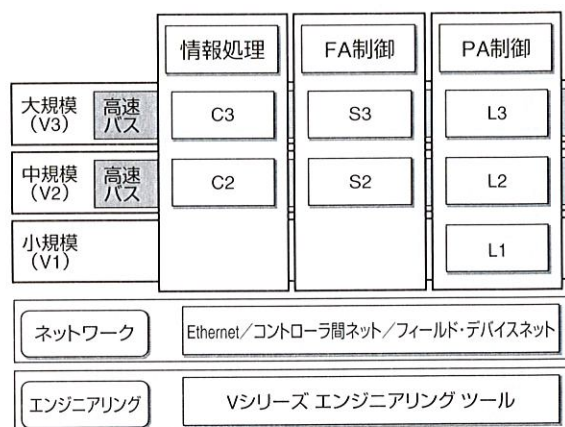 情報処理
FA制御
PA制御
大規模
(V3)
高速
バス
C3
S3
L3
中規模
(V2)
高速
バス
C2
S2
L2
小規模
(V1)
L1
ネットワーク
Ethernet/コントローラ間ネット/フィールド・デバイスネット
エンジニアリング
Vシリーズ エンジニアリング ツール